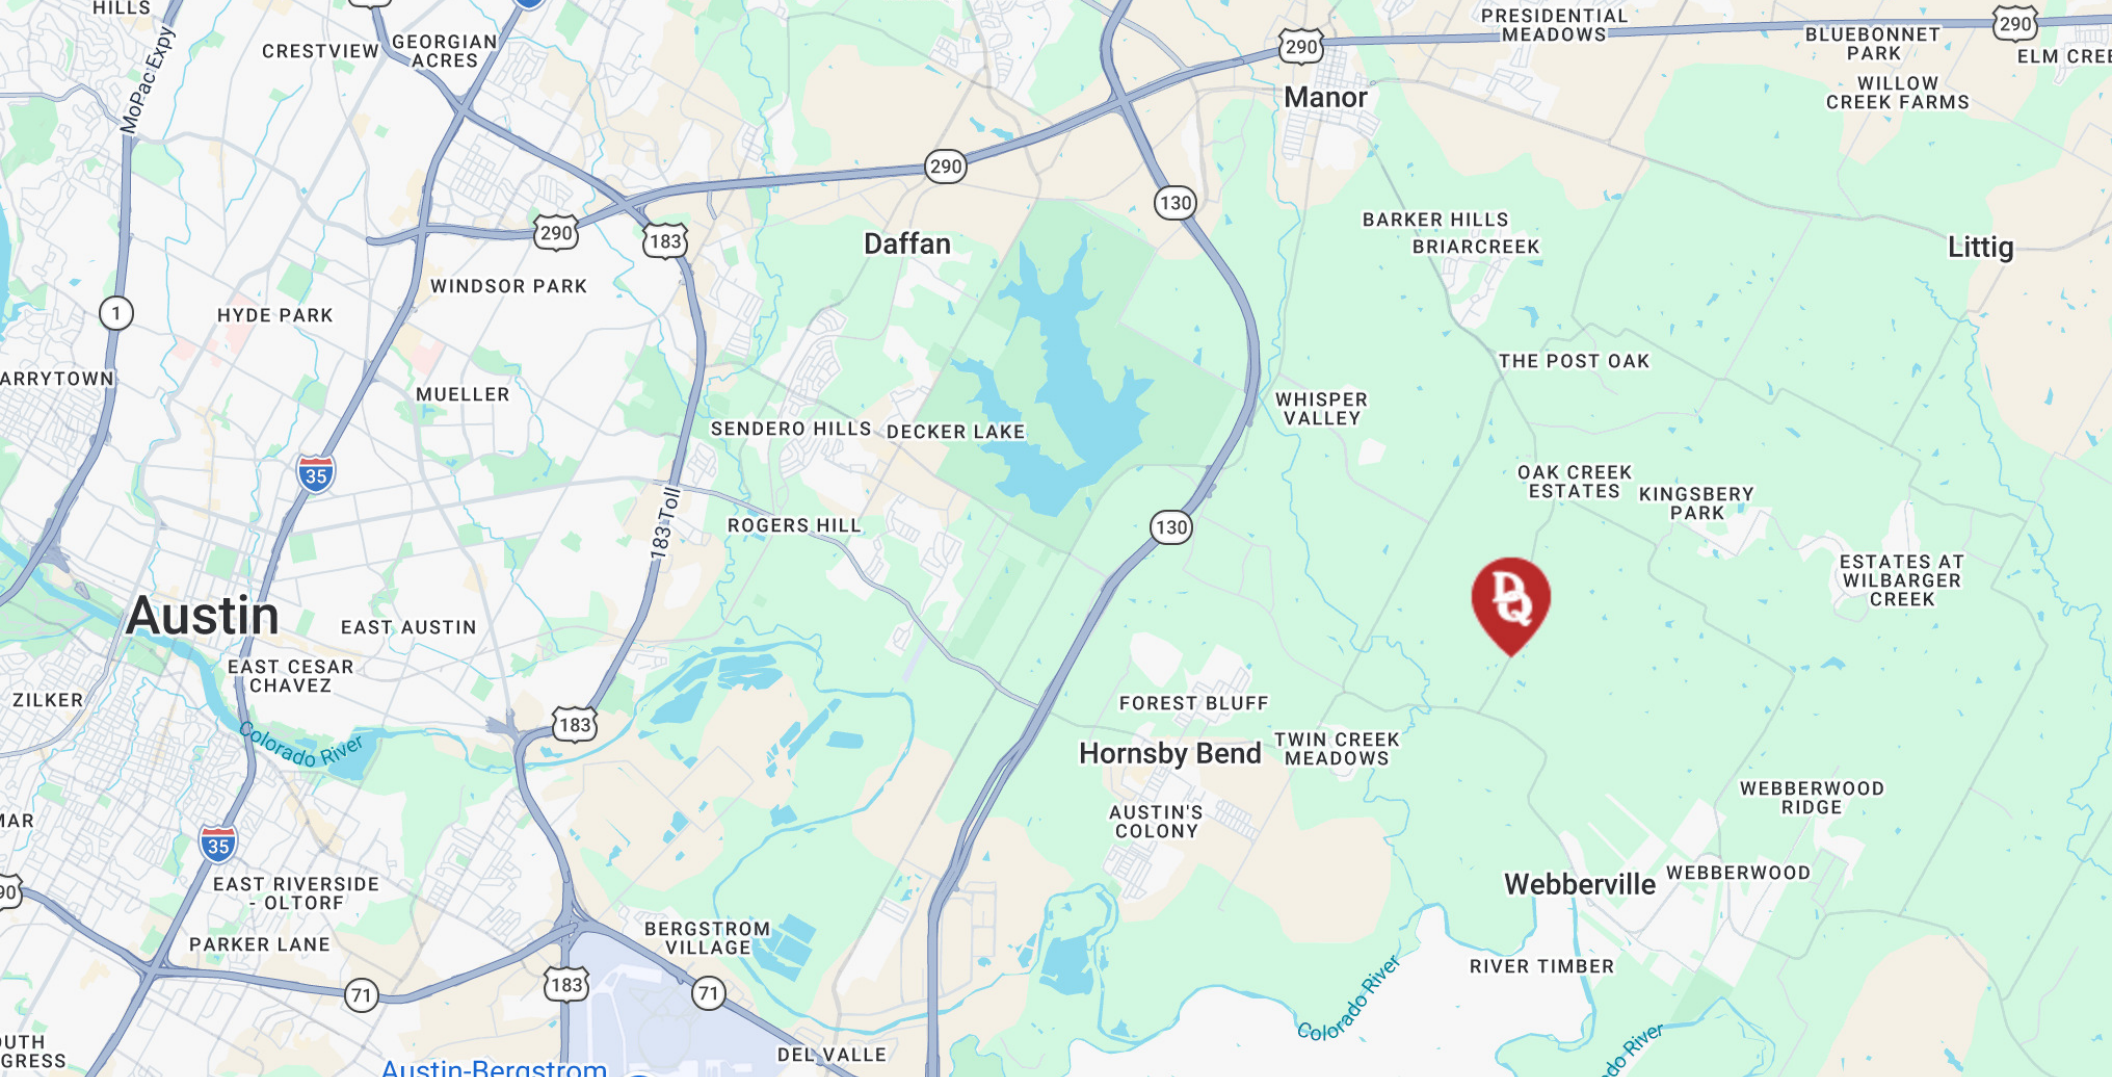 HILLS
CRESTVIEW
GEORGIAN
ACRES
MoPac Expy
290
PRESIDENTIAL
MEADOWS
BLUEBONNET
PARK
290
ELM CREE
WILLOW
CREEK FARMS
Manor
290
130
290
183
Daffan
BARKER HILLS
BRIARCREEK
Littig
WINDSOR PARK
1
HYDE PARK
THE POST OAK
ARRYTOWN
MUELLER
WHISPER
VALLEY
SENDERO HILLS
DECKER LAKE
35
OAK CREEK
ESTATES
KINGSBERY
PARK
183 Toll
ROGERS HILL
130
ESTATES AT
WILBARGER
CREEK
DQ
Austin
EAST AUSTIN
EAST CESAR
CHAVEZ
ZILKER
FOREST BLUFF
183
Colorado River
Hornsby Bend
TWIN CREEK
MEADOWS
WEBBERWOOD
RIDGE
MAR
AUSTIN'S
COLONY
35
90
EAST RIVERSIDE
- OLTORF
Webberville
WEBBERWOOD
PARKER LANE
BERGSTROM
VILLAGE
RIVER TIMBER
71
183
71
Colorado River
OUTH
GRESS
DEL VALLE
do River
Austin-Bergstrom